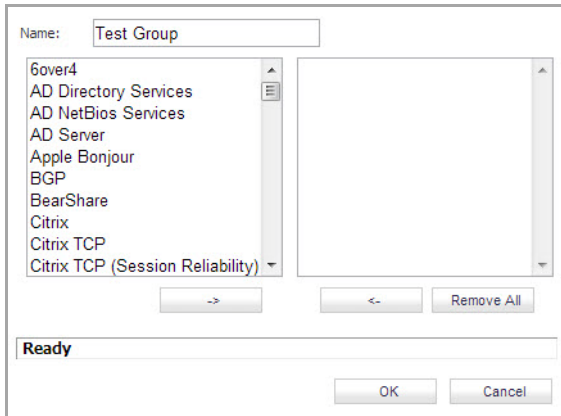 Name: Test Group
6over4
AD Directory Services
AD NetBios Services
AD Server
Apple Bonjour
BGP
BearShare
Citrix
Citrix TCP
Citrix TCP (Session Reliability)
-> <- Remove All
Ready
OK Cancel